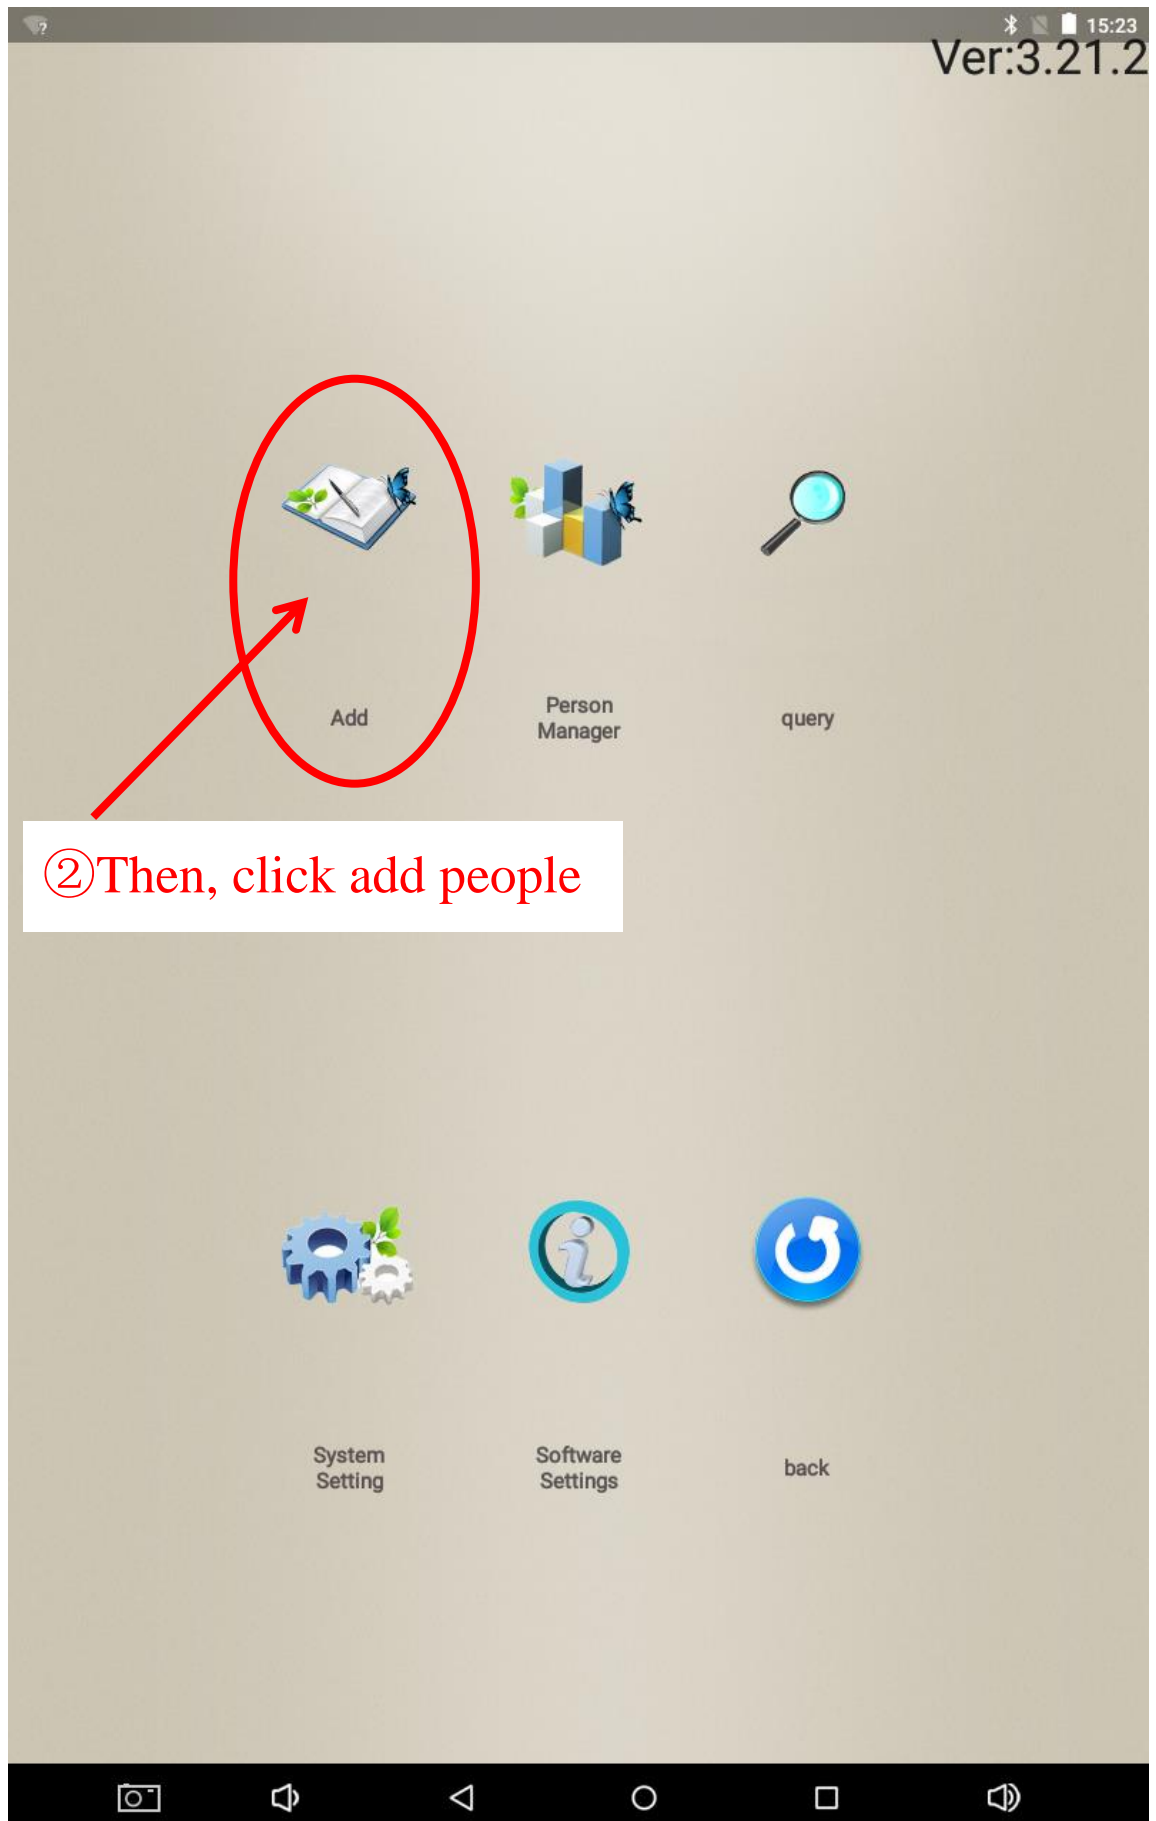 15:23
Ver:3.21.2
Add
Person
Manager
query
②Then, click add people
System
Setting
Software
Settings
back